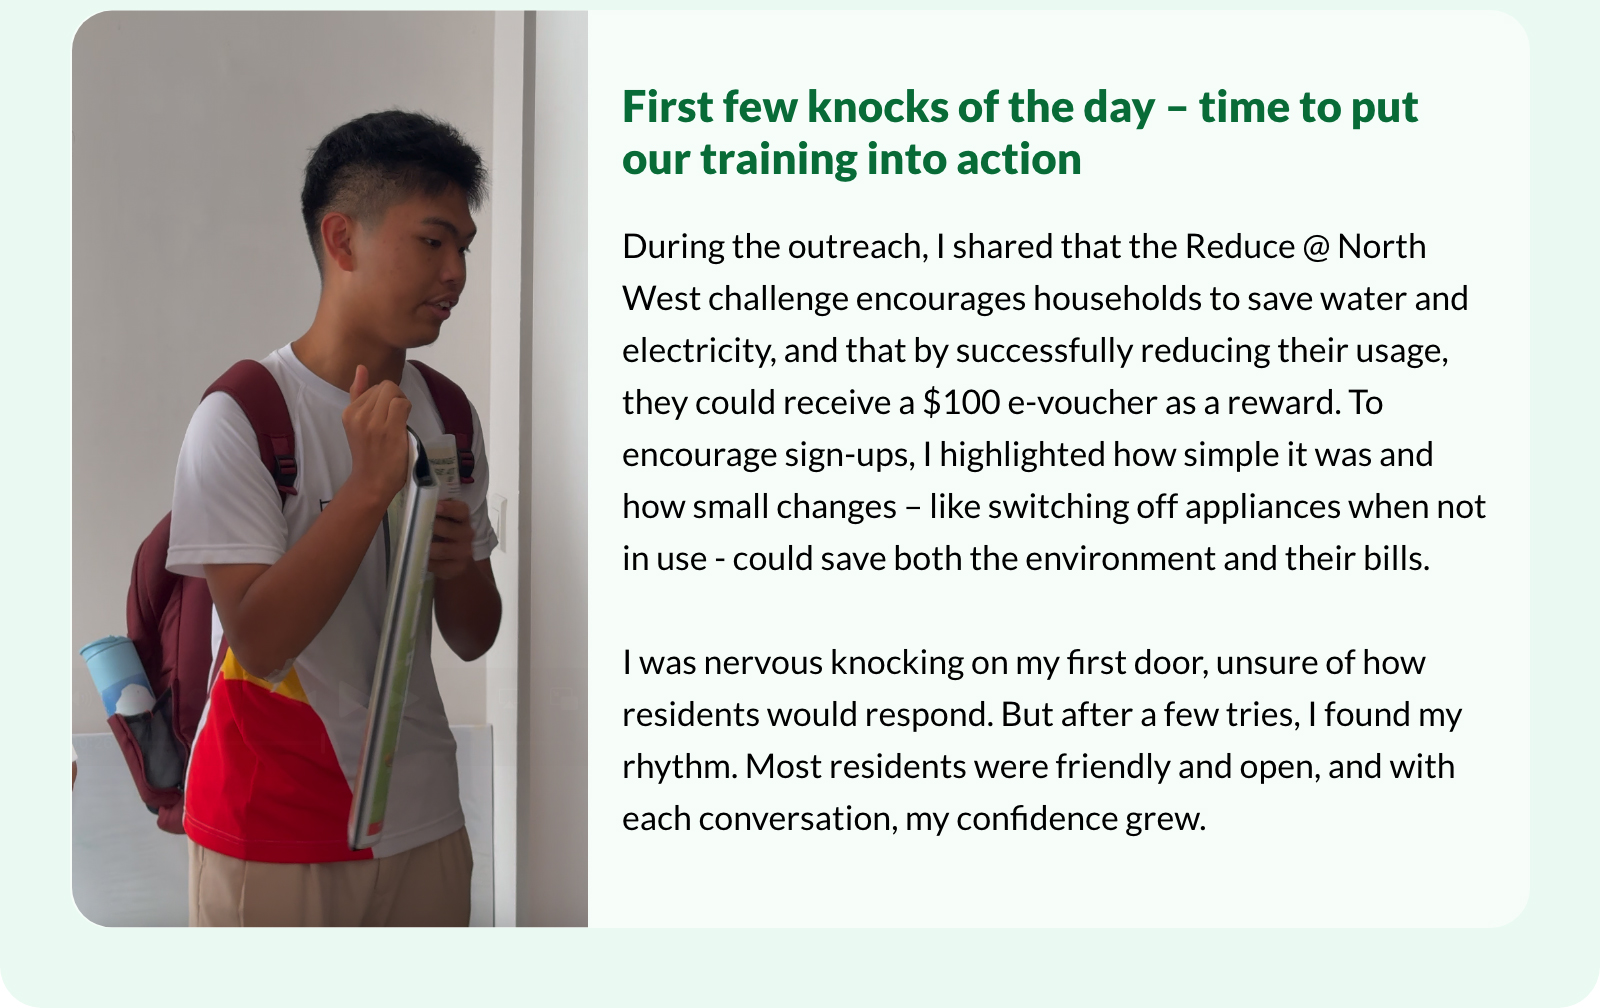 First few knocks of the day – time to put
our training into action
During the outreach, I shared that the Reduce @ North
West challenge encourages households to save water and
electricity, and that by successfully reducing their usage,
they could receive a $100 e-voucher as a reward. To
encourage sign-ups, I highlighted how simple it was and
how small changes – like switching off appliances when not
in use - could save both the environment and their bills.
I was nervous knocking on my first door, unsure of how
residents would respond. But after a few tries, I found my
rhythm. Most residents were friendly and open, and with
each conversation, my confidence grew.